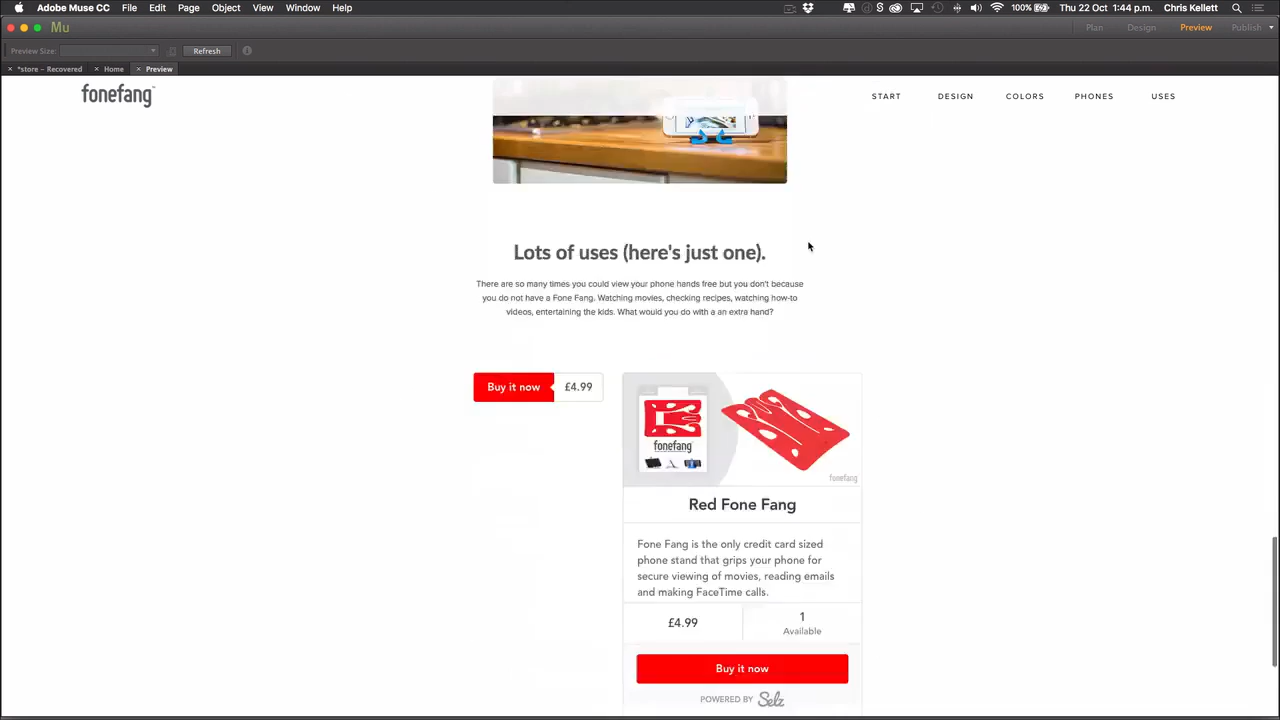 Adobe Muse CC File Edit Page Object View Window Help 100% Thu 22 Oct 1:44 p.m. Chris Kellett
Mu Plan Design Preview Publish
Preview Size: Refresh
*store – Recovered Home Preview
fonefang START DESIGN COLORS PHONES USES
Lots of uses (here's just one).
There are so many times you could view your phone hands free but you don't because
you do not have a Fone Fang. Watching movies, checking recipes, watching how-to
videos, entertaining the kids. What would you do with a an extra hand?
Buy it now £4.99
fonefang
fonefang
Red Fone Fang
Fone Fang is the only credit card sized
phone stand that grips your phone for
secure viewing of movies, reading emails
and making FaceTime calls.
£4.99
1
Available
Buy it now
POWERED BY Selz